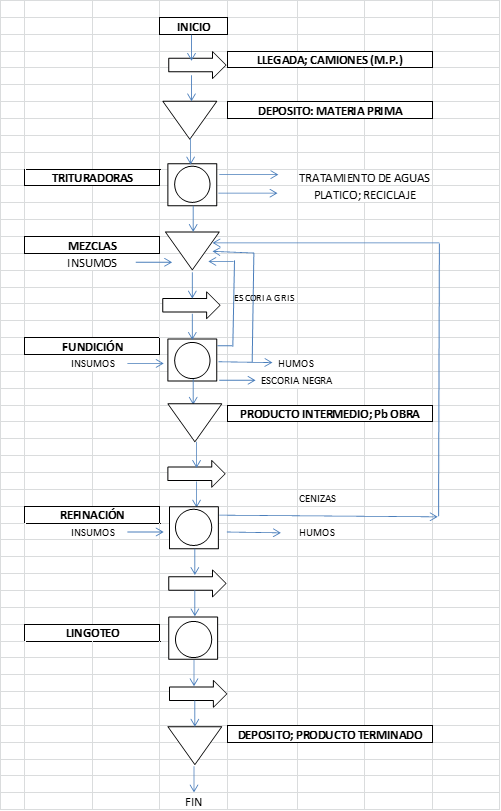 INICIO
LLEGADA; CAMIONES (M.P.)
DEPOSITO: MATERIA PRIMA
TRITURADORAS
TRATAMIENTO DE AGUAS
PLATICO; RECICLAJE
MEZCLAS
INSUMOS
ESCORIA GRIS
FUNDICIÓN
INSUMOS
HUMOS
ESCORIA NEGRA
PRODUCTO INTERMEDIO; Pb OBRA
CENIZAS
REFINACIÓN
INSUMOS
HUMOS
LINGOTEO
DEPOSITO; PRODUCTO TERMINADO
FIN